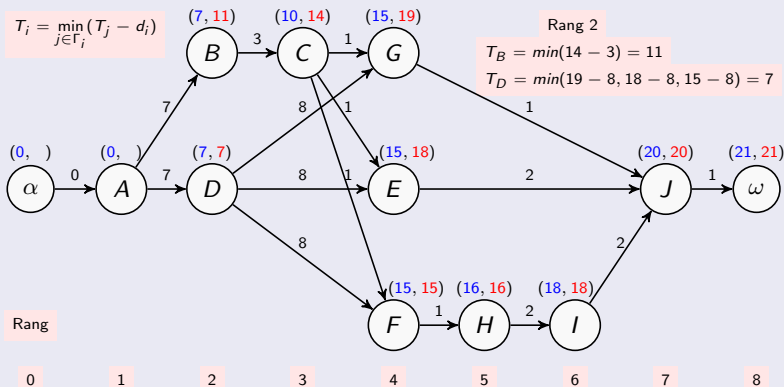 T_i = min_{j∈Γ_i} (T_j − d_i)
Rang 2
T_B = min(14 − 3) = 11
T_D = min(19 − 8, 18 − 8, 15 − 8) = 7
(7, 11) (10, 14) (15, 19)
B 3 C 1 G
7 8 1 1
(0, ) (0, ) (7, 7) (15, 18) (20, 20) (21, 21)
α 0 A 7 D 8 1 E 2 J 1 ω
8 2
(15, 15) (16, 16) (18, 18)
F 1 H 2 I
Rang
0 1 2 3 4 5 6 7 8